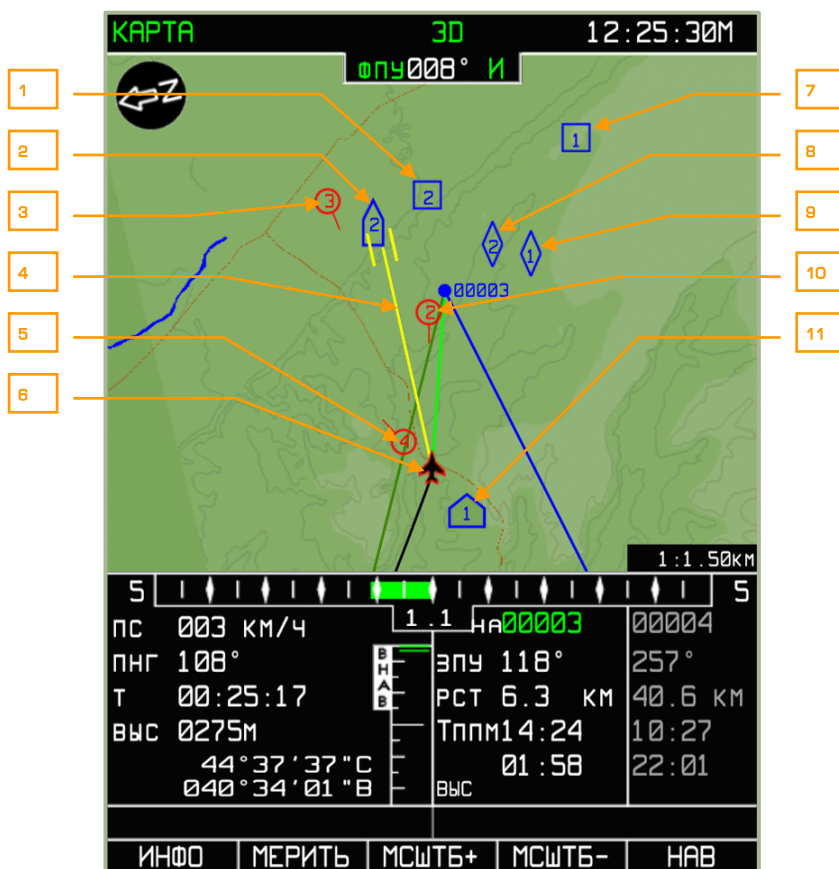 КАРТА 3D 12:25:30М
ФПУ008° И
N
1
2
3
4
5
6
7
8
9
10
11
3
2
2
1
2
1
00003
2
4
1
1:1.50км
5 1.1 5
ПС 003 КМ/Ч
ПНГ 108°
Т 00:25:17
ВЫС 0275М
44°37'37"С
040°34'01"В
ВНАВ
НА00003 00004
ЗПУ 118° 257°
РСТ 6.3 КМ 40.6 КМ
Тппм14:24 10:27
01:58 22:01
ВЫС
ИНФО МЕРИТЬ МСШТБ+ МСШТБ- НАВ